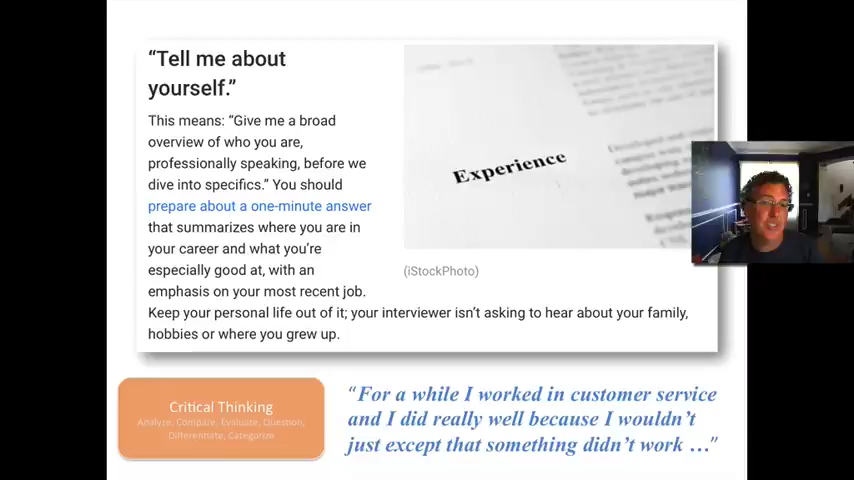 “Tell me about
yourself.”
This means: “Give me a broad
overview of who you are,
professionally speaking, before we
dive into specifics.” You should
prepare about a one-minute answer
that summarizes where you are in
your career and what you’re
especially good at, with an
emphasis on your most recent job.
Keep your personal life out of it; your interviewer isn’t asking to hear about your family,
hobbies or where you grew up.
Experience
(iStockPhoto)
Critical Thinking
Analyze, Compare, Evaluate, Question,
Differentiate, Categorize
“For a while I worked in customer service
and I did really well because I wouldn’t
just except that something didn’t work …”